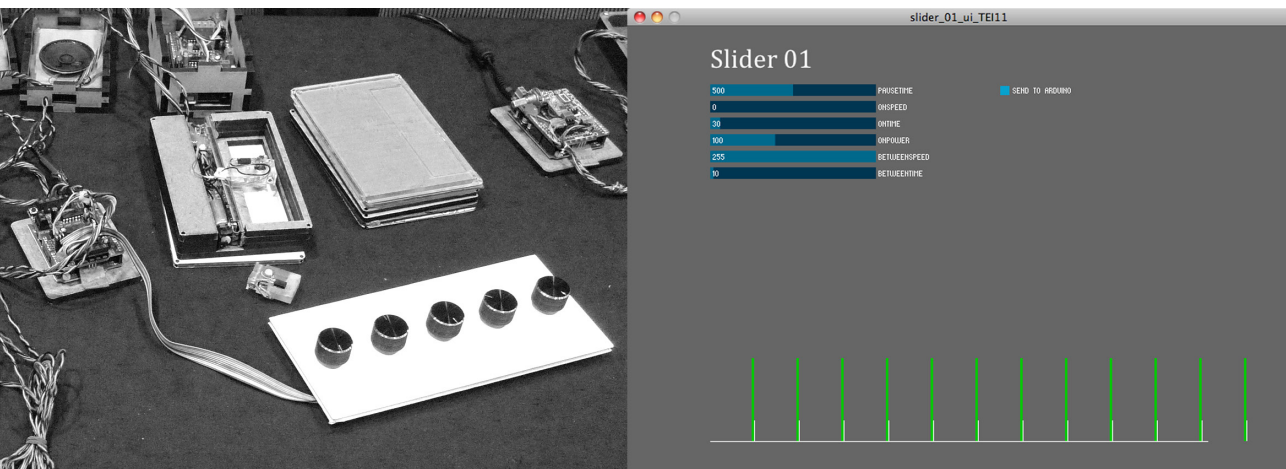 slider_01_ui_TEI11
Slider 01
500 PAUSETIME
SEND TO ARDUINO
0 ONSPEED
30 ONTIME
100 ONPOWER
255 BETWEENSPEED
10 BETWEENTIME